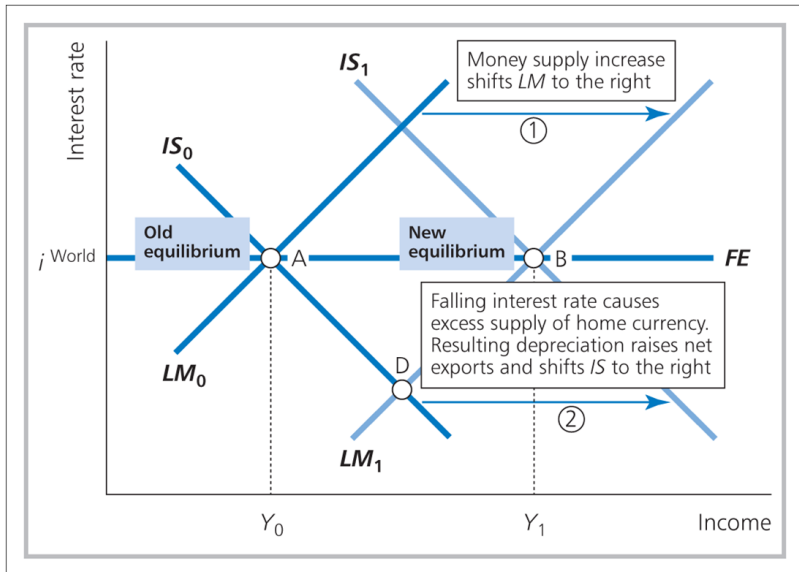 Interest rate
IS1
Money supply increase
shifts LM to the right
1
IS0
Old
equilibrium
New
equilibrium
i World
A
B
FE
Falling interest rate causes
excess supply of home currency.
Resulting depreciation raises net
exports and shifts IS to the right
D
LM0
2
LM1
Y0
Y1
Income